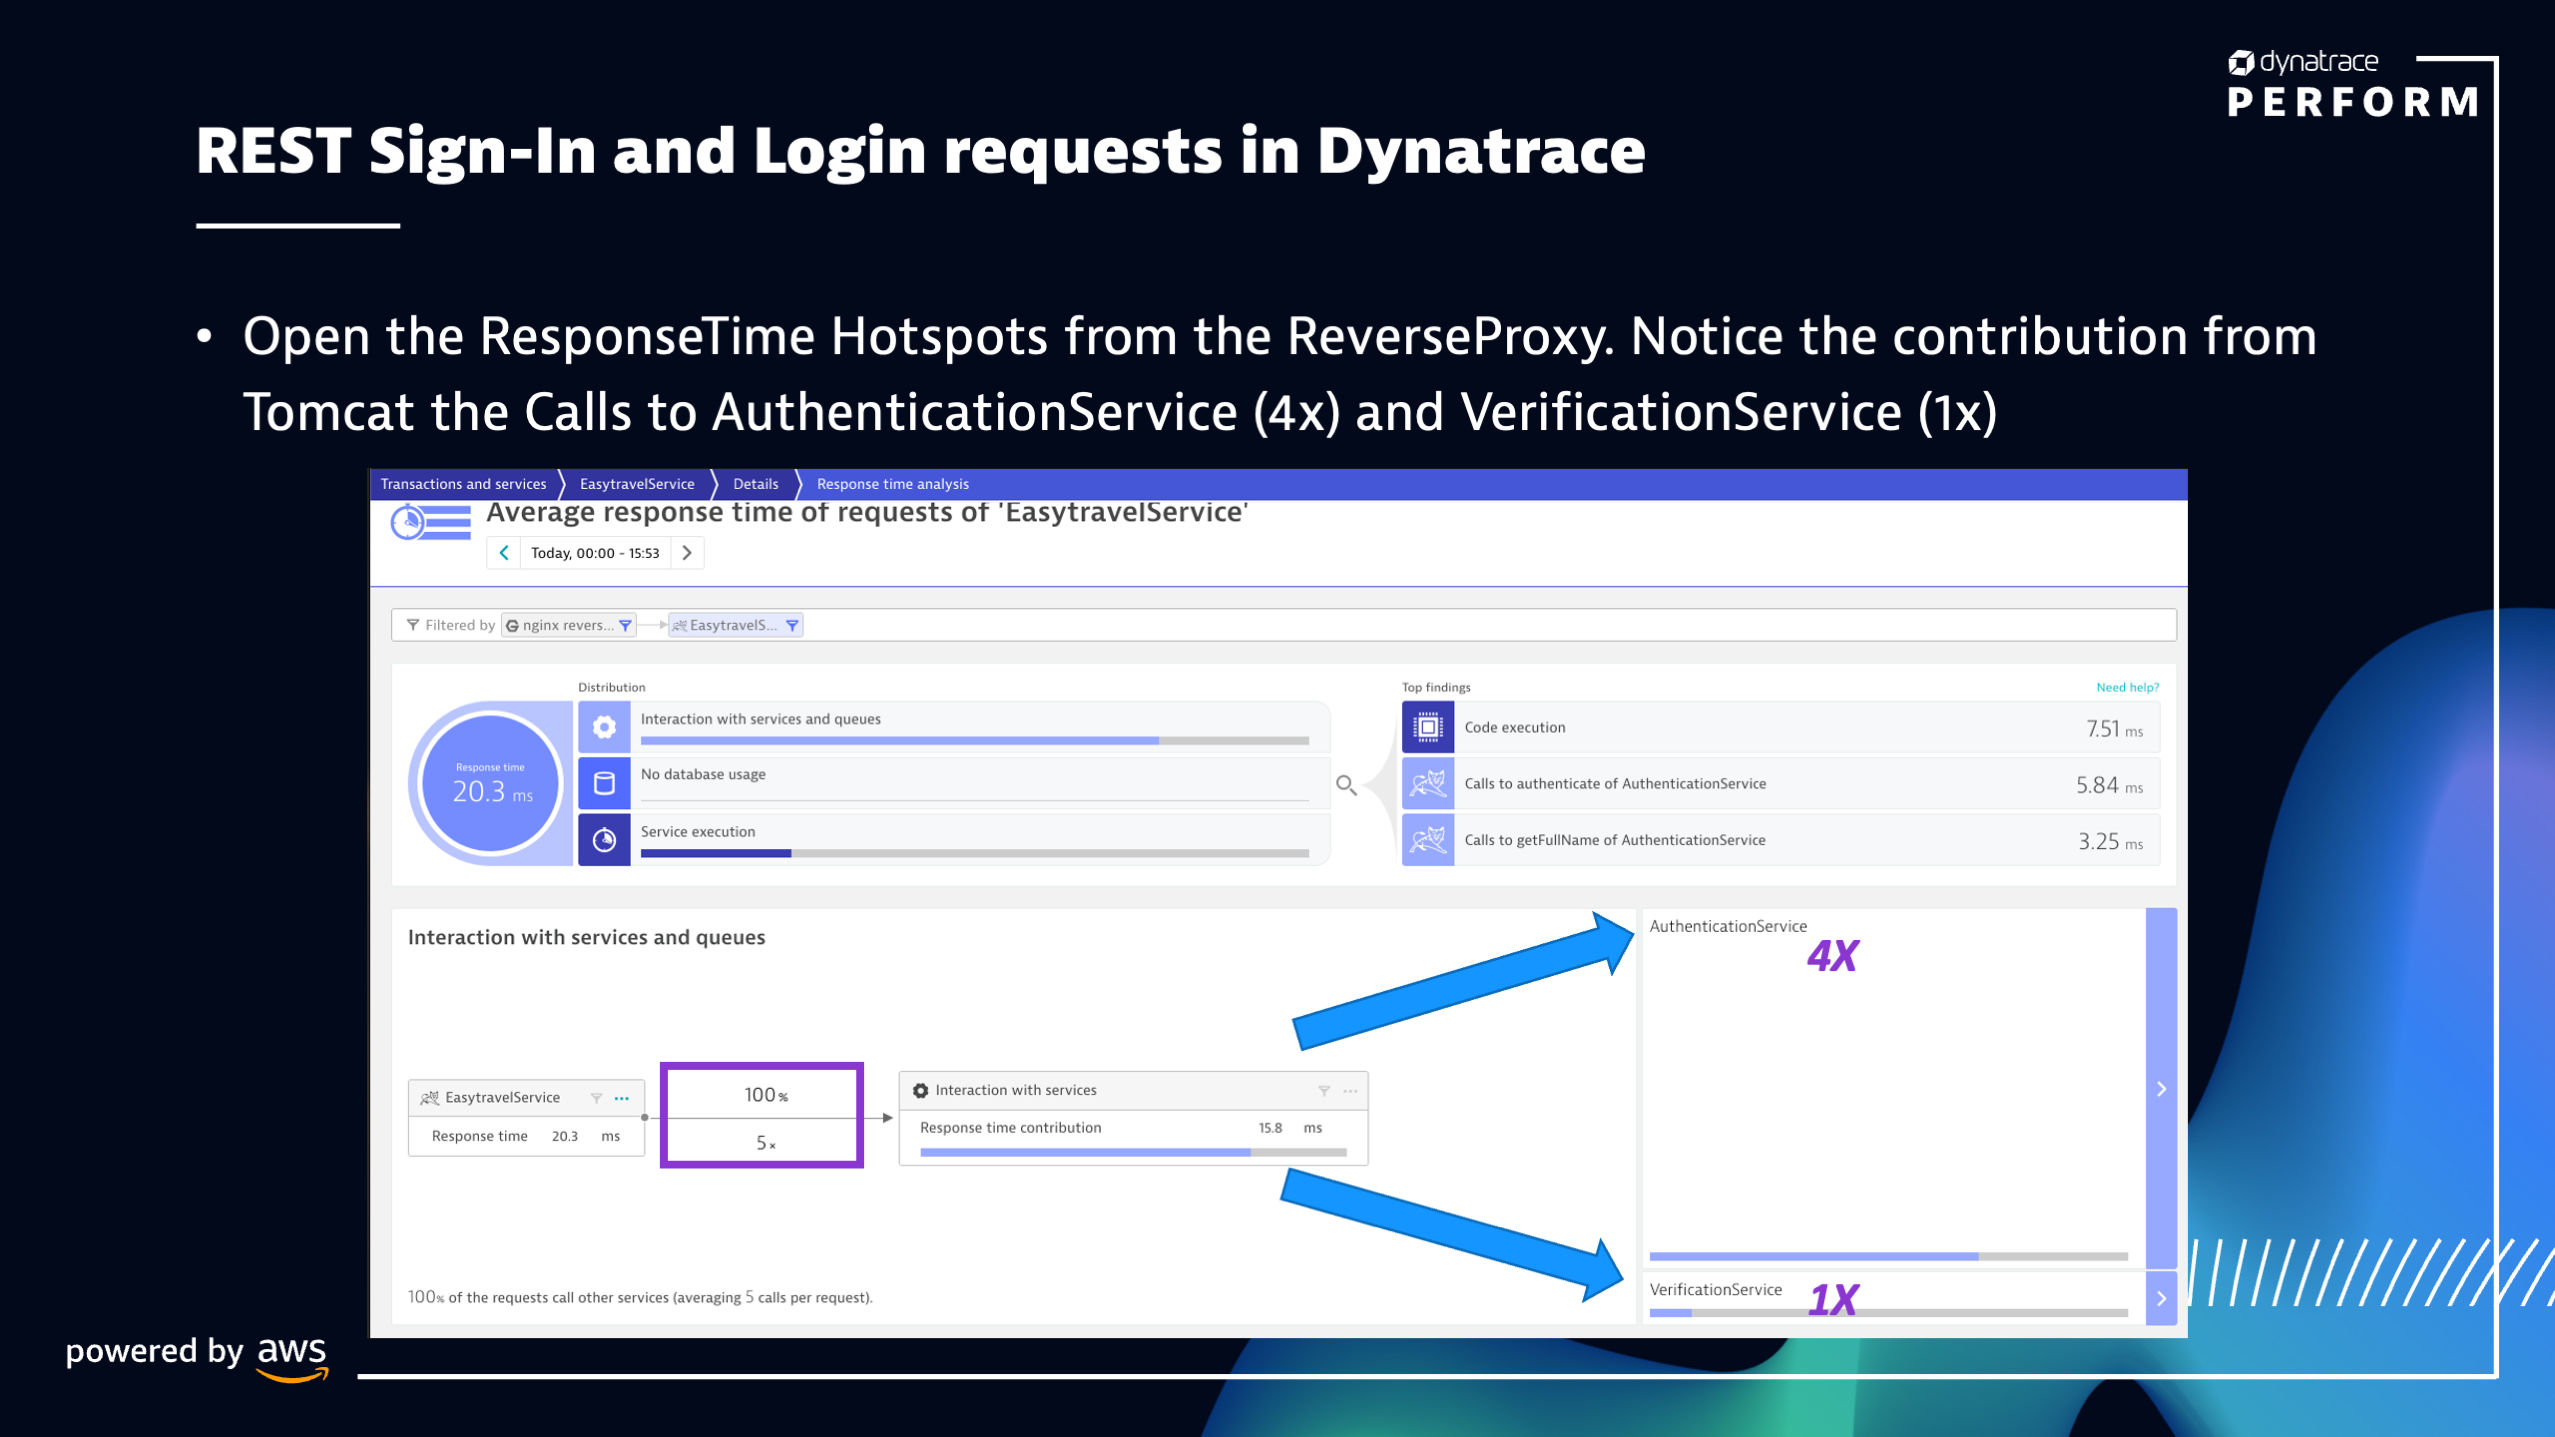 dynatrace
PERFORM
REST Sign-In and Login requests in Dynatrace
• Open the ResponseTime Hotspots from the ReverseProxy. Notice the contribution from
Tomcat the Calls to AuthenticationService (4x) and VerificationService (1x)
Transactions and services EasytravelService Details Response time analysis
Average response time of requests of 'EasytravelService'
Today, 00:00 - 15:53
Filtered by nginx revers... EasytravelS...
Distribution
Response time
20.3 ms
Interaction with services and queues
No database usage
Service execution
Top findings Need help?
Code execution 7.51 ms
Calls to authenticate of AuthenticationService 5.84 ms
Calls to getFullName of AuthenticationService 3.25 ms
Interaction with services and queues
EasytravelService ...
Response time 20.3 ms
100%
5x
Interaction with services ...
Response time contribution 15.8 ms
100% of the requests call other services (averaging 5 calls per request).
AuthenticationService
4X
VerificationService
1X
powered by aws